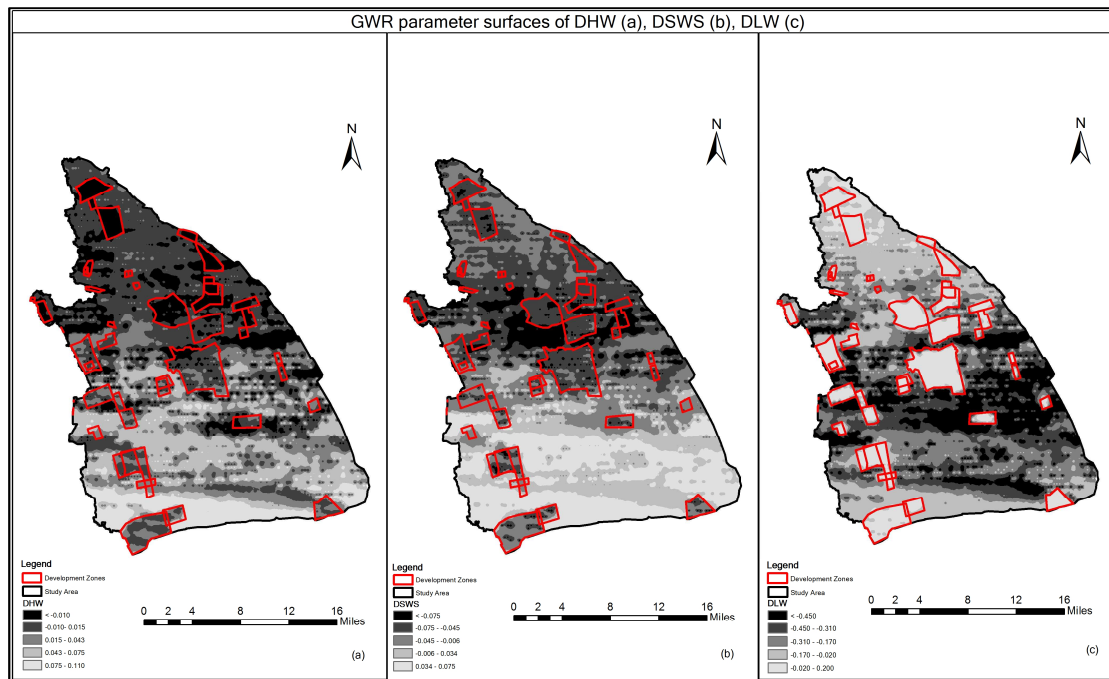 GWR parameter surfaces of DHW (a), DSWS (b), DLW (c)
N
Legend
Development Zones
Study Area
DHW
< -0.010
-0.010- 0.015
0.015 - 0.043
0.043 - 0.075
0.075 - 0.110
0 2 4 8 12 16
Miles
(a)
N
Legend
Development Zones
Study Area
DSWS
< -0.075
-0.075 - -0.045
-0.045 - -0.006
-0.006 - 0.034
0.034 - 0.075
0 2 4 8 12 16
Miles
(b)
N
Legend
Development Zones
Study Area
DLW
< -0.450
-0.450 - -0.310
-0.310 - -0.170
-0.170 - -0.020
-0.020 - 0.200
0 2 4 8 12 16
Miles
(c)